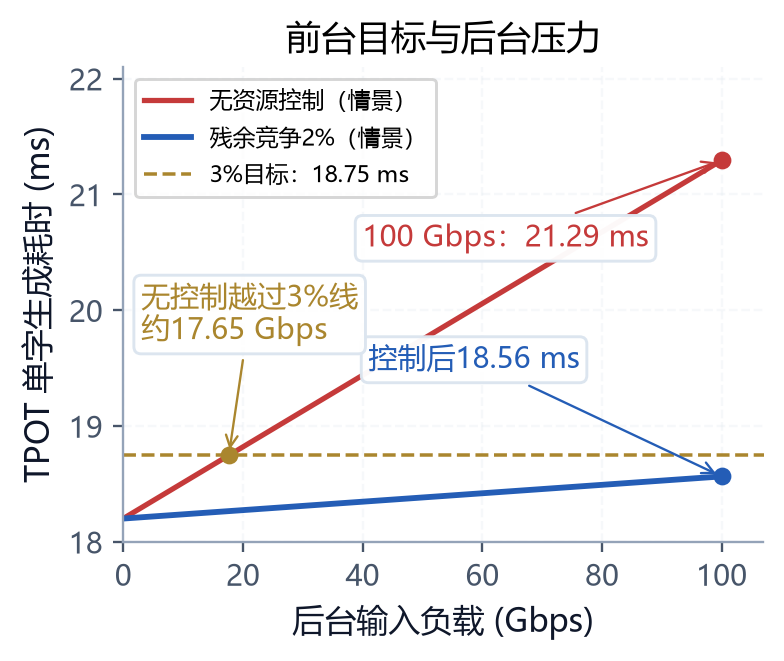 前台目标与后台压力
无资源控制（情景）
残余竞争2%（情景）
3%目标：18.75 ms
100 Gbps：21.29 ms
无控制越过3%线
约17.65 Gbps
控制后18.56 ms
TPOT 单字生成耗时 (ms)
22
21
20
19
18
0 20 40 60 80 100
后台输入负载 (Gbps)